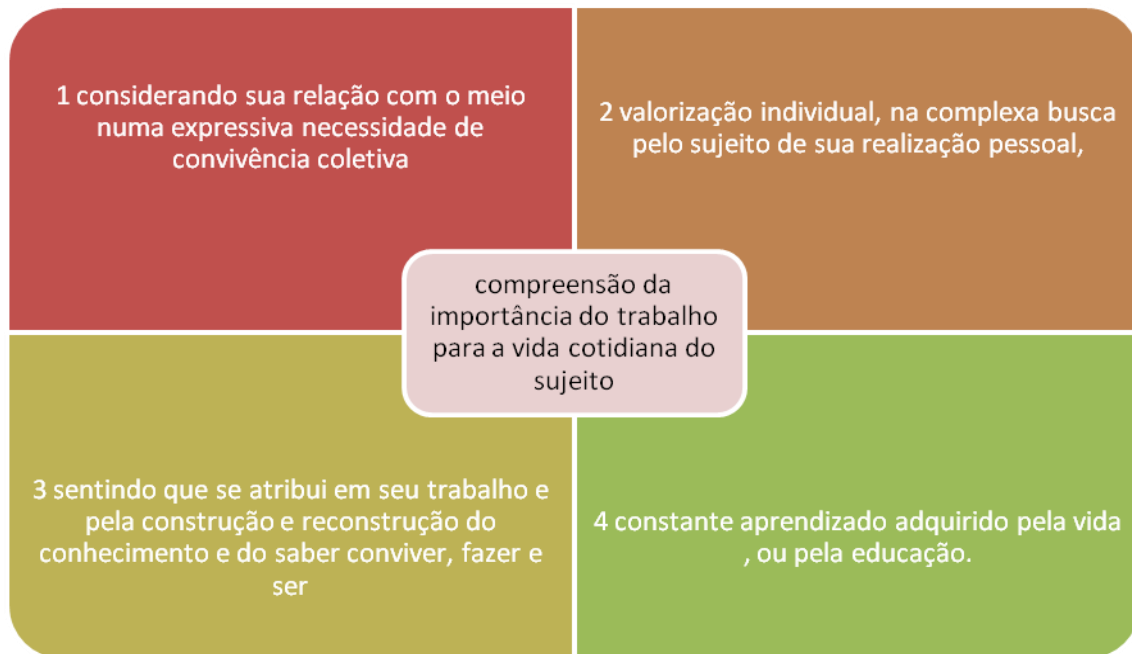 1 considerando sua relação com o meio
numa expressiva necessidade de
convivência coletiva
2 valorização individual, na complexa busca
pelo sujeito de sua realização pessoal,
compreensão da
importância do trabalho
para a vida cotidiana do
sujeito
3 sentindo que se atribui em seu trabalho e
pela construção e reconstrução do
conhecimento e do saber conviver, fazer e
ser
4 constante aprendizado adquirido pela vida
, ou pela educação.